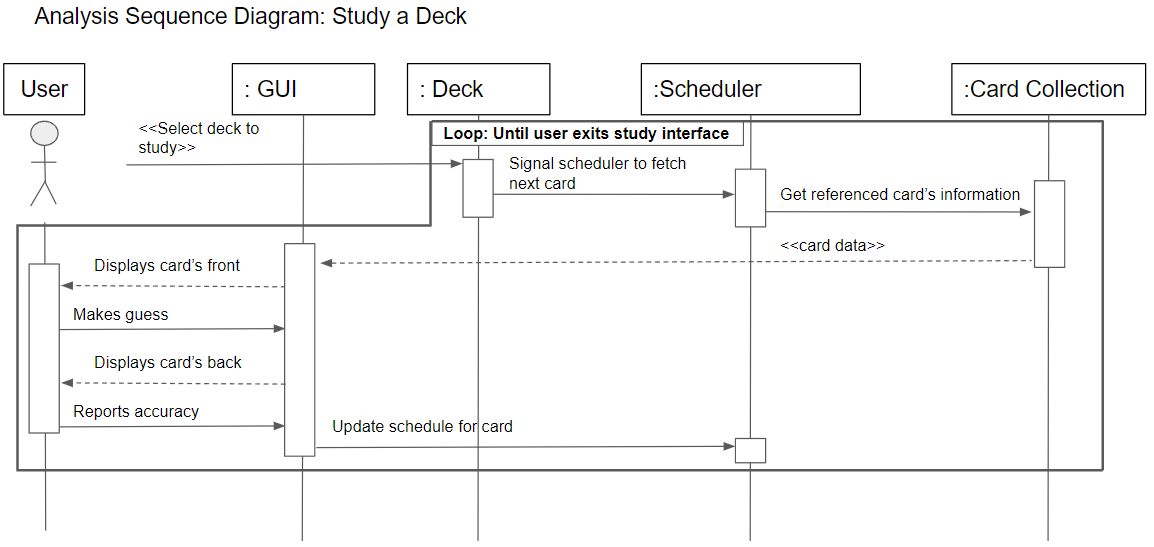 Analysis Sequence Diagram: Study a Deck
User
: GUI
: Deck
:Scheduler
:Card Collection
<<Select deck to
study>>
Loop: Until user exits study interface
Signal scheduler to fetch
next card
Get referenced card's information
<<card data>>
Displays card's front
Makes guess
Displays card's back
Reports accuracy
Update schedule for card